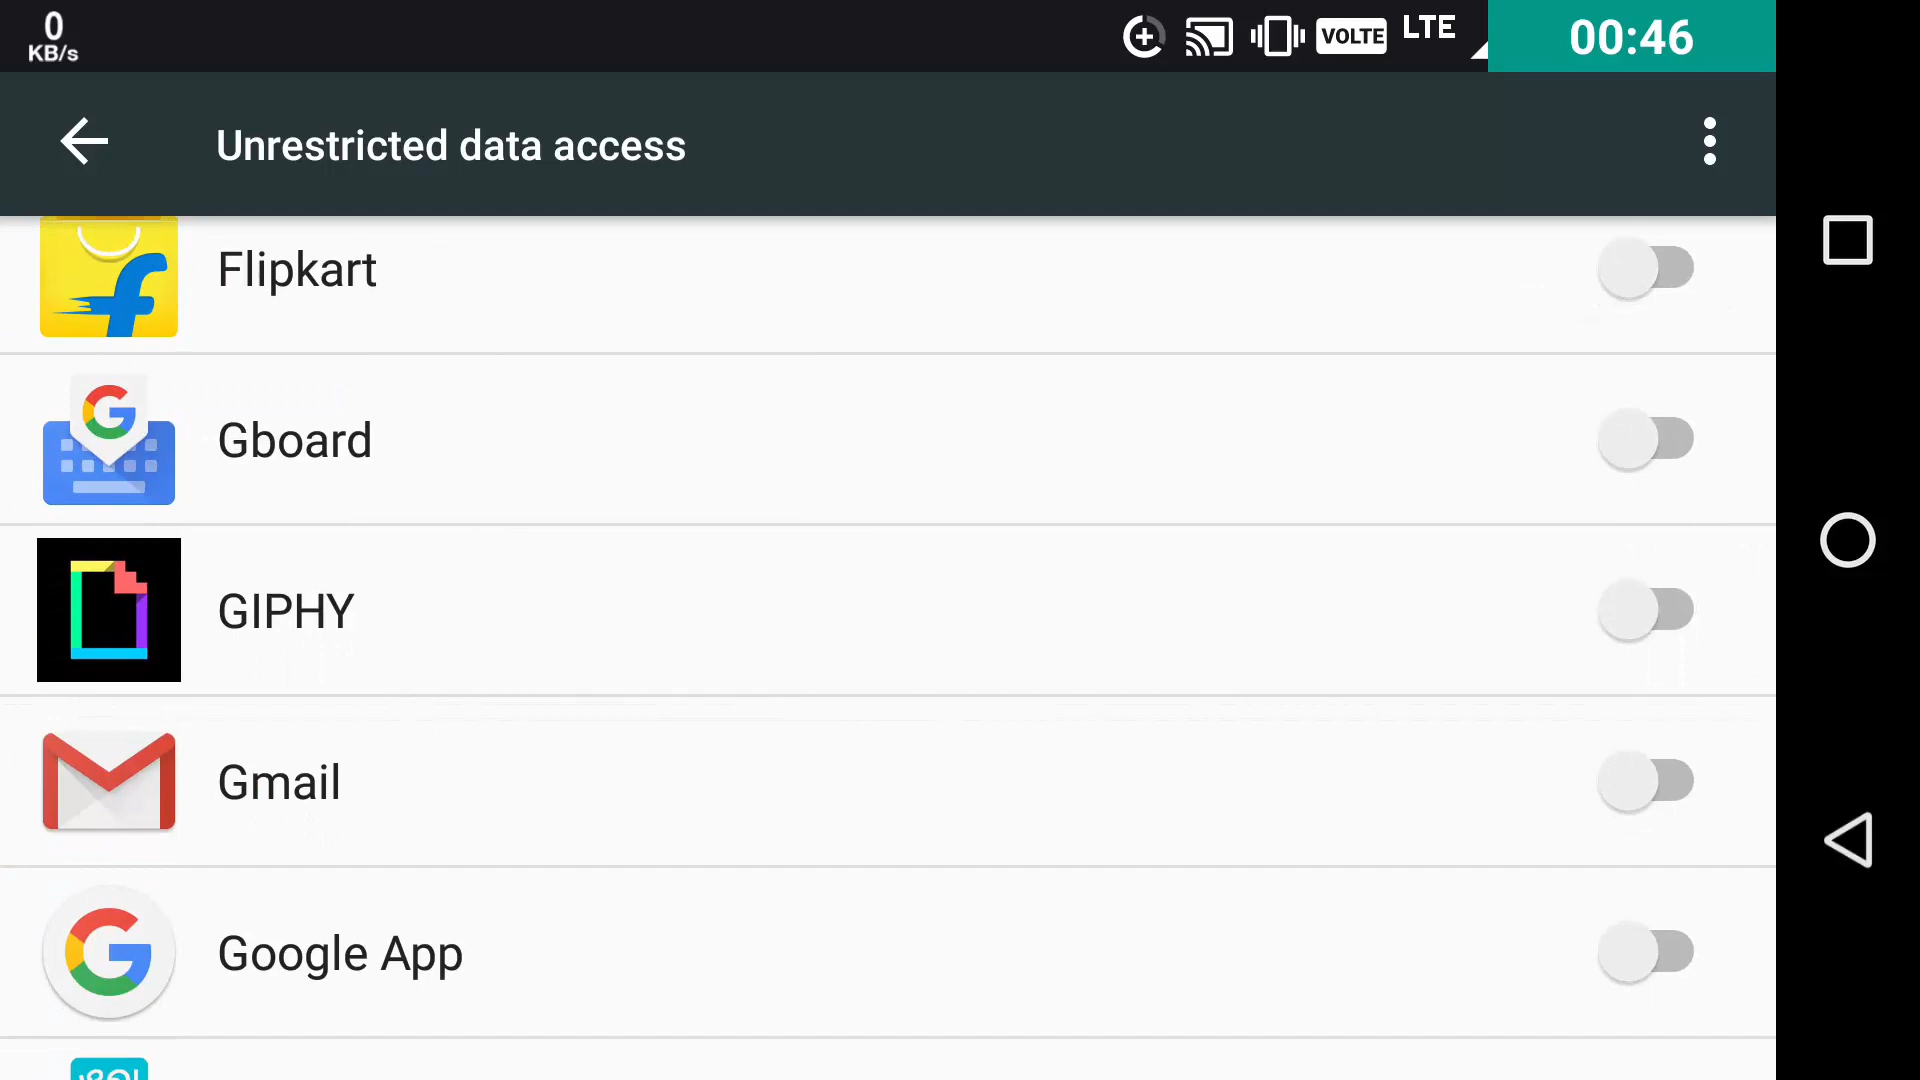 0
KB/s
VOLTE
LTE
00:46
Unrestricted data access
Flipkart
Gboard
GIPHY
Gmail
Google App